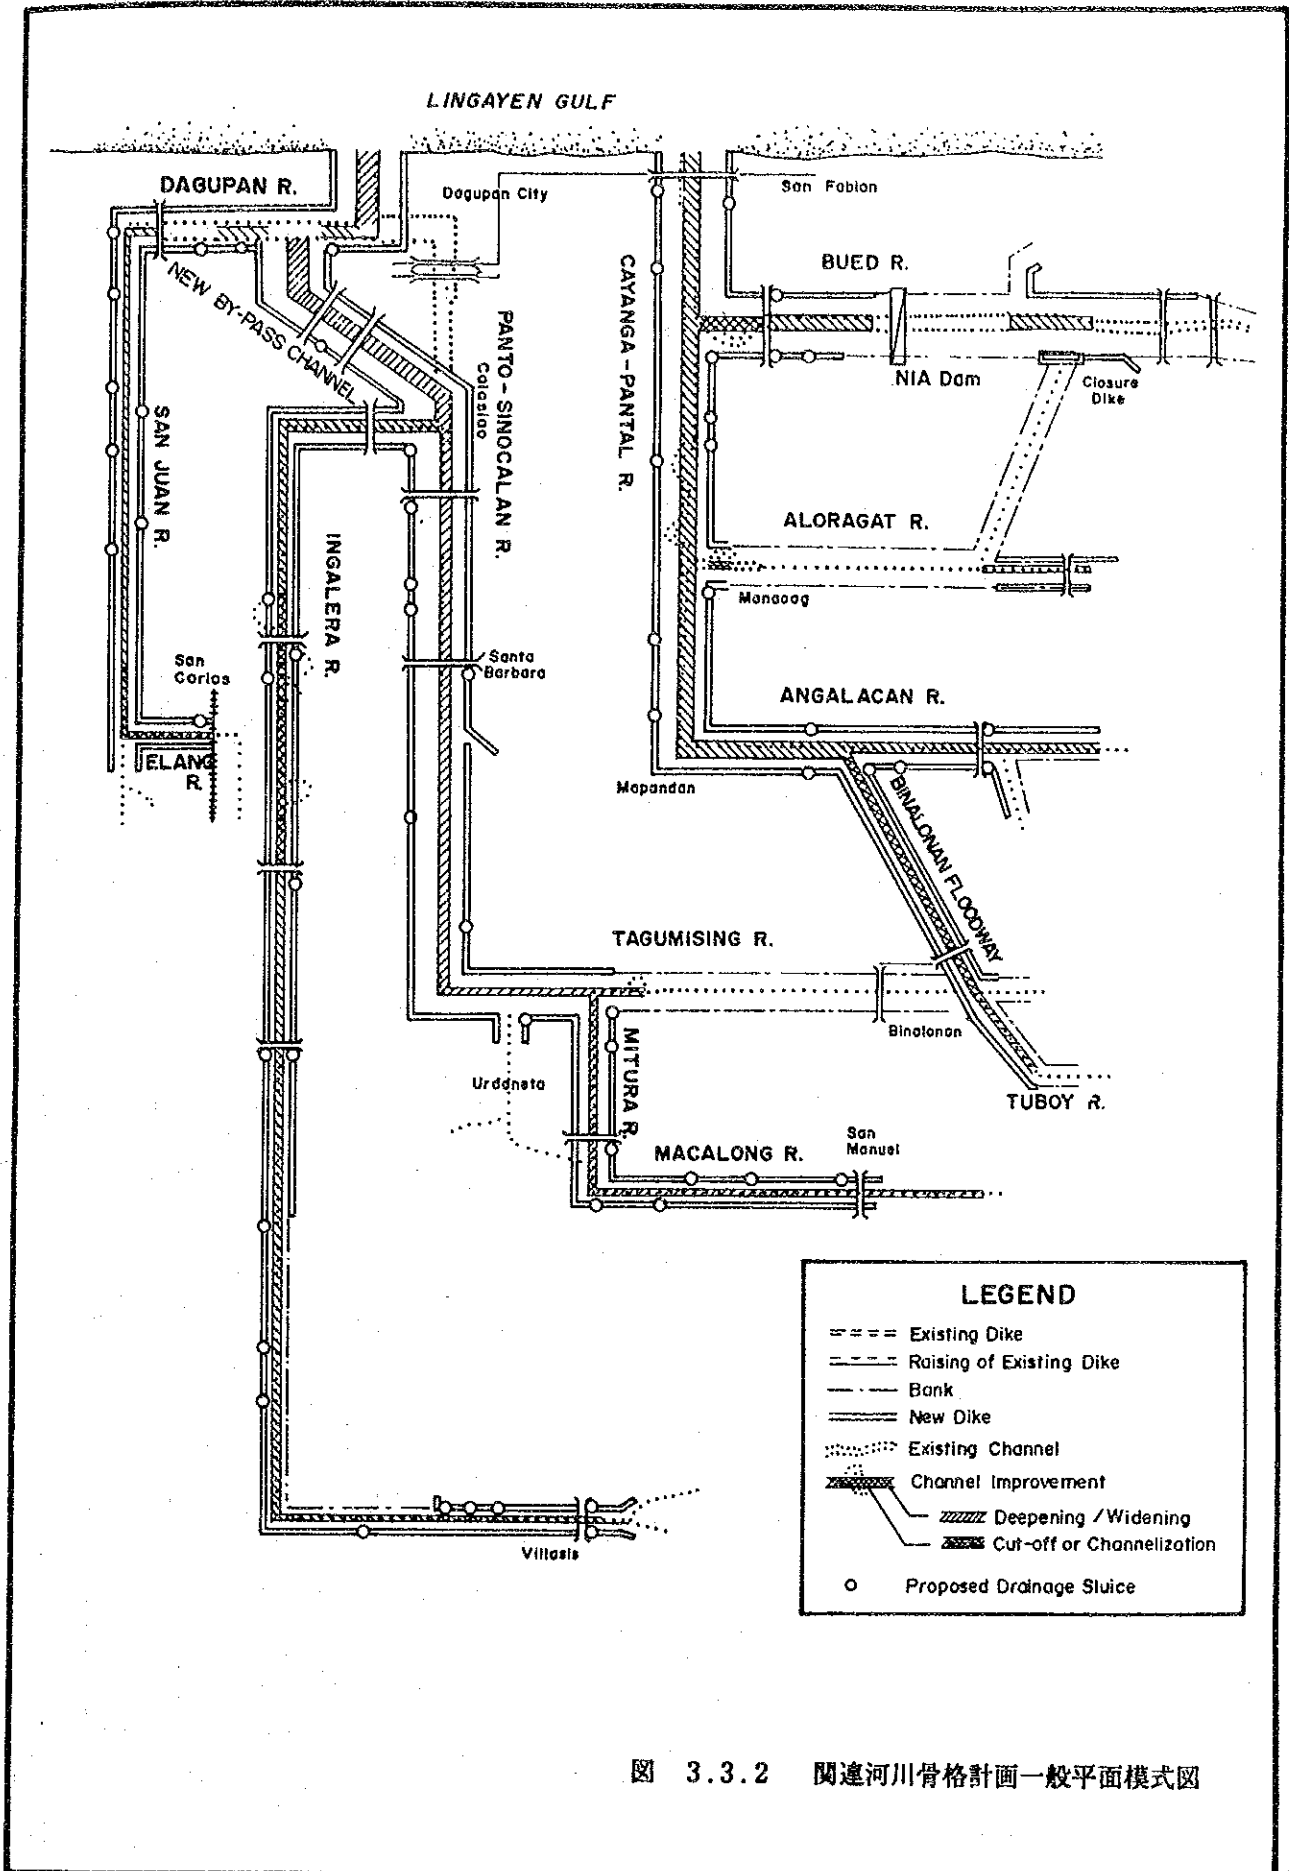 LINGAYEN GULF
DAGUPAN R.
Dagupan City
San Fabian
BUED R.
NEW BY-PASS CHANNEL
PANTO-SINOCALAN R.
Calasiao
CAYANGA-PANTAL R.
NIA Dam
Closure
Dike
SAN JUAN R.
INGALERA R.
ALORAGAT R.
Manaoag
San
Carlos
Santa
Barbara
ANGALACAN R.
ELANG
R.
Mapandan
BINALONAN FLOODWAY
TAGUMISING R.
Binalonan
Urdaneta
MITURA R.
TUBOY R.
MACALONG R.
San
Manuel
Villasis
LEGEND
Existing Dike
Raising of Existing Dike
Bank
New Dike
Existing Channel
Channel Improvement
Deepening / Widening
Cut-off or Channelization
Proposed Drainage Sluice
図 3.3.2 関連河川骨格計画一般平面模式図